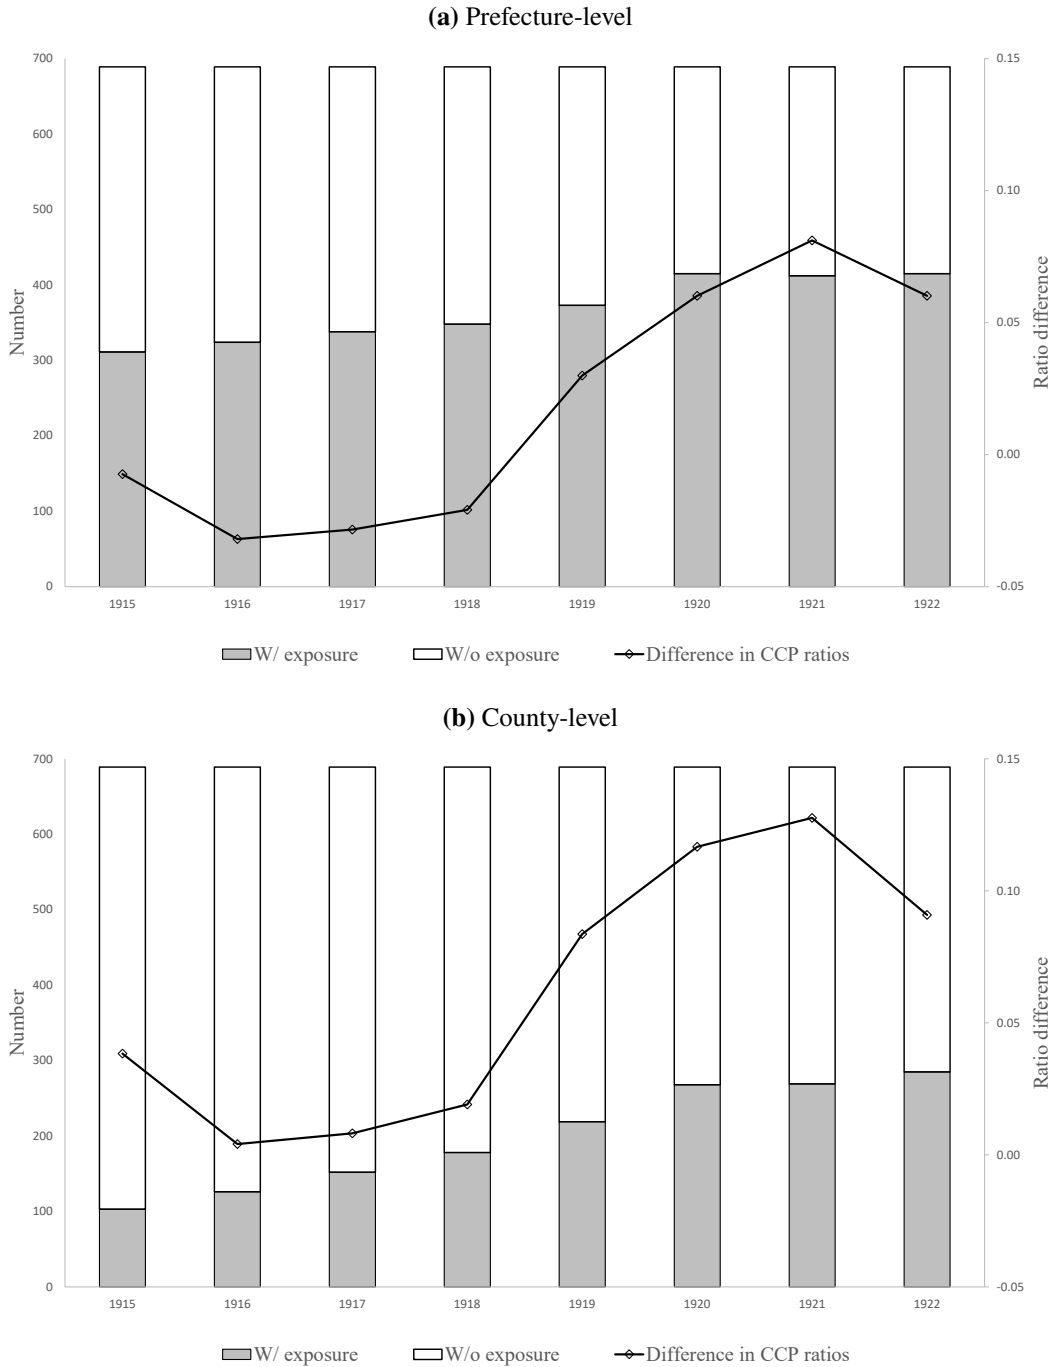 (a) Prefecture-level
700
600
500
400
300
200
100
0
Number
0.15
0.10
0.05
0.00
-0.05
Ratio difference
1915 1916 1917 1918 1919 1920 1921 1922
W/ exposure W/o exposure Difference in CCP ratios
(b) County-level
700
600
500
400
300
200
100
0
Number
0.15
0.10
0.05
0.00
-0.05
Ratio difference
1915 1916 1917 1918 1919 1920 1921 1922
W/ exposure W/o exposure Difference in CCP ratios